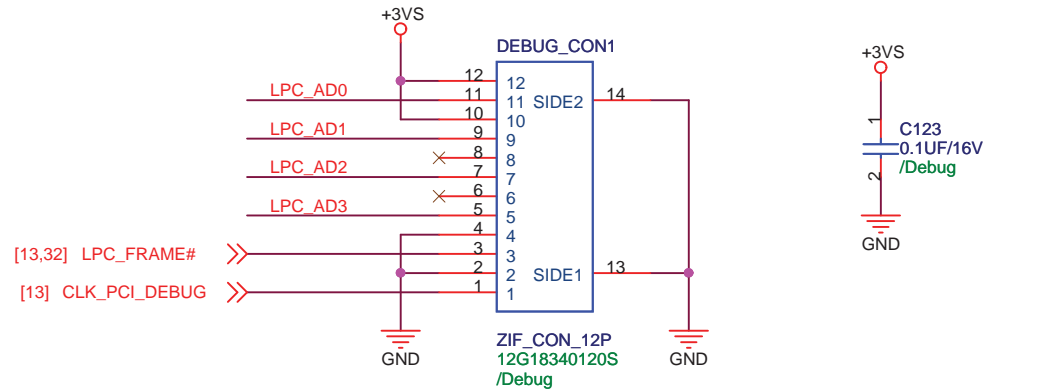 +3VS
DEBUG_CON1
12 12
LPC_AD0 11 11 SIDE2 14
10 10
LPC_AD1 9 9
8 8
LPC_AD2 7 7
6 6
LPC_AD3 5 5
4 4
[13,32] LPC_FRAME# 3 3
2 2 SIDE1 13
[13] CLK_PCI_DEBUG 1 1
GND
GND
ZIF_CON_12P
12G18340120S
/Debug
+3VS
1
C123
0.1UF/16V
/Debug
2
GND